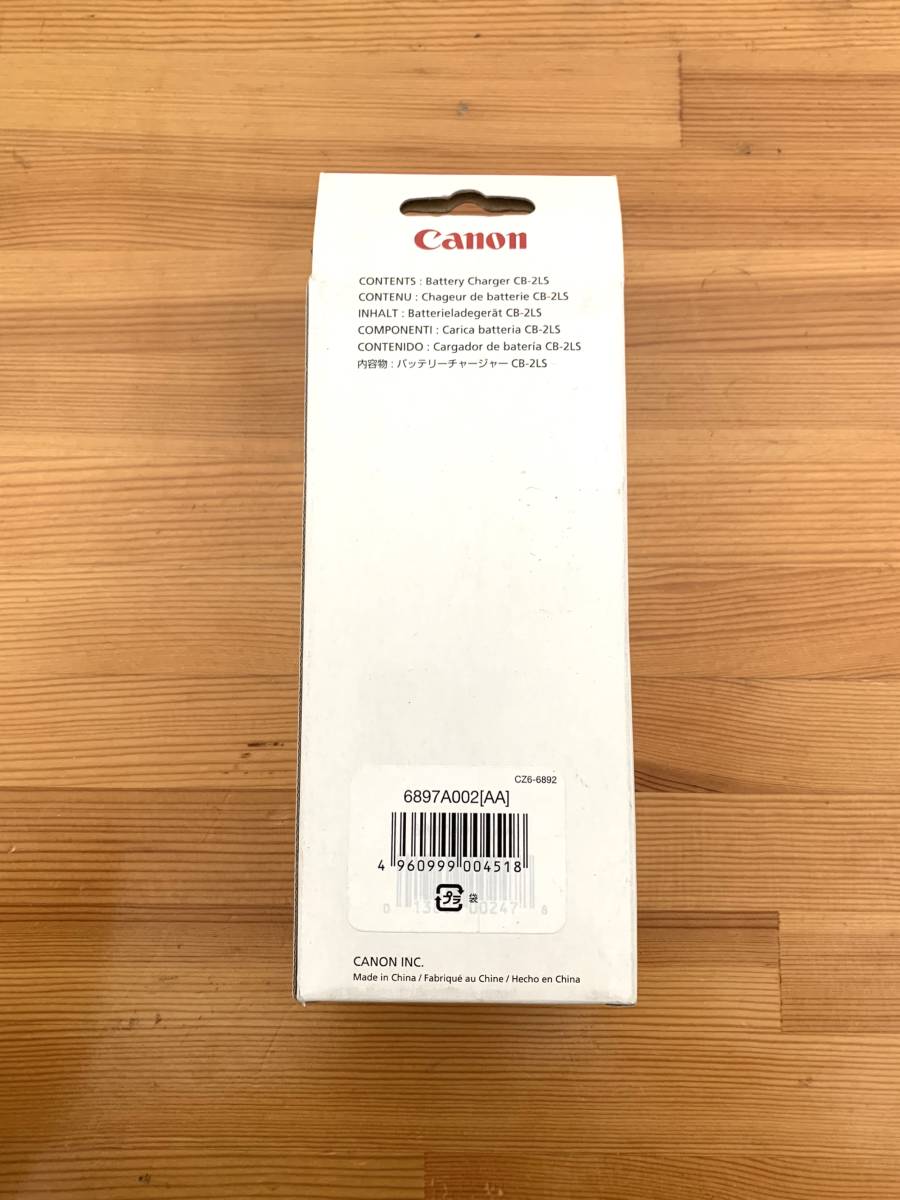 Canon
CONTENTS : Battery Charger CB-2LS
CONTENU : Chageur de batterie CB-2LS
INHALT : Batterieladegerät CB-2LS
COMPONENTI : Carica batteria CB-2LS
CONTENIDO : Cargador de batería CB-2LS
内容物 : バッテリーチャージャー CB-2LS
CZ6-6892
6897A002[AA]
4 960999 004518
プラ 袋
CANON INC.
Made in China / Fabriqué au Chine / Hecho en China